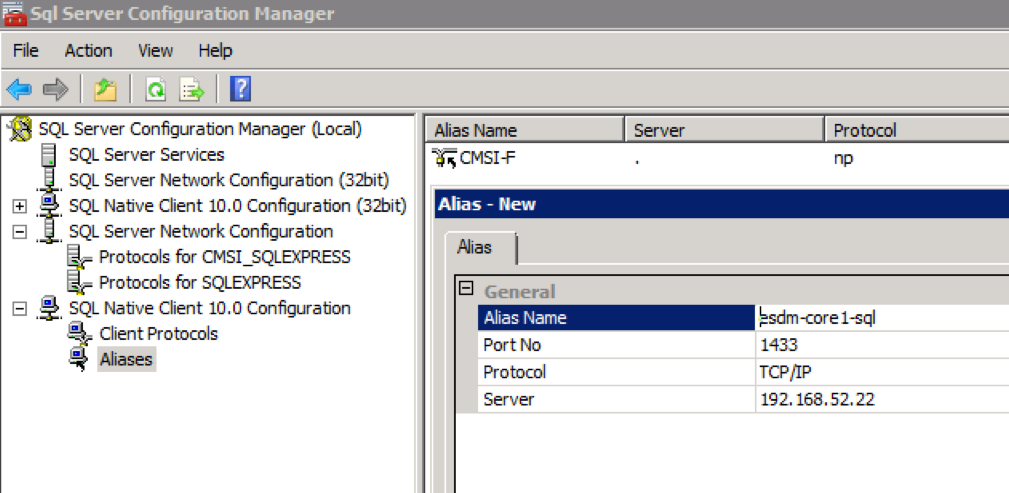 Sql Server Configuration Manager
File Action View Help
SQL Server Configuration Manager (Local)
SQL Server Services
SQL Server Network Configuration (32bit)
SQL Native Client 10.0 Configuration (32bit)
SQL Server Network Configuration
Protocols for CMSI_SQLEXPRESS
Protocols for SQLEXPRESS
SQL Native Client 10.0 Configuration
Client Protocols
Aliases
Alias Name Server Protocol
CMSI-F . np
Alias - New
Alias
General
Alias Name esdm-core1-sql
Port No 1433
Protocol TCP/IP
Server 192.168.52.22